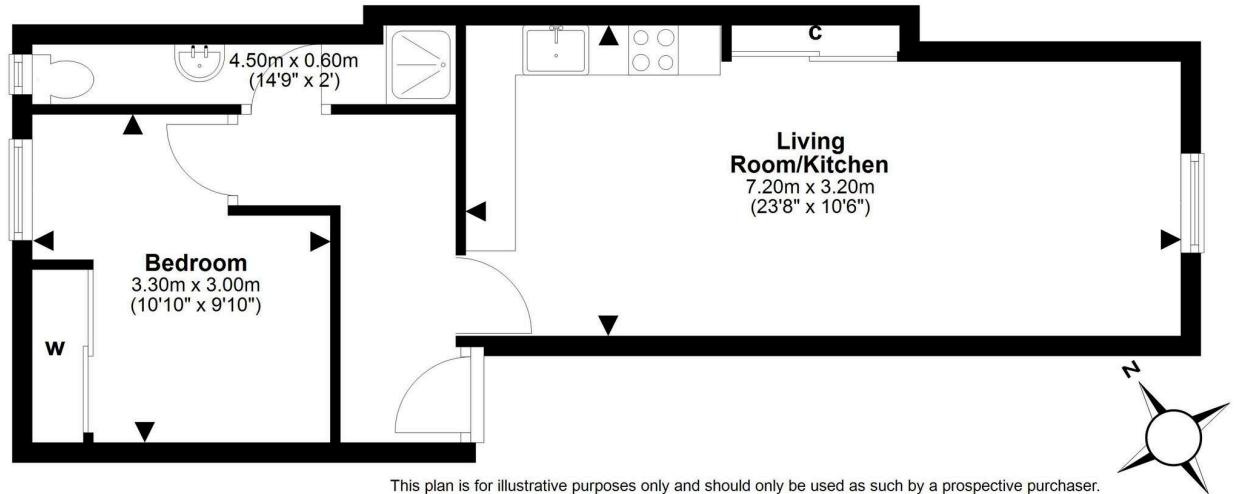 C
4.50m x 0.60m
(14'9" x 2')
Living
Room/Kitchen
7.20m x 3.20m
(23'8" x 10'6")
Bedroom
3.30m x 3.00m
(10'10" x 9'10")
W
N
This plan is for illustrative purposes only and should only be used as such by a prospective purchaser.